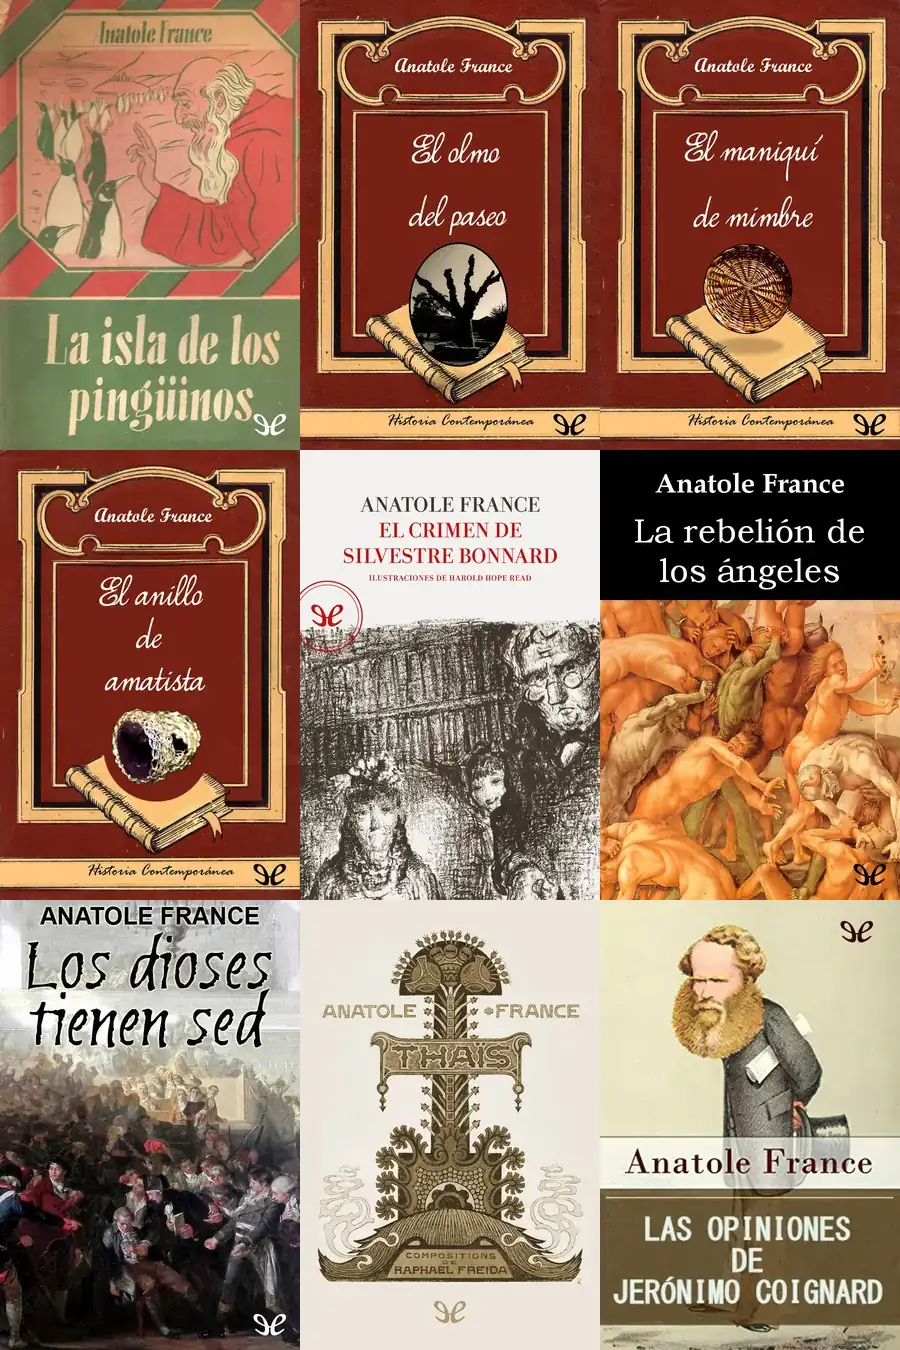 Anatole France
La isla de los
pingüinos
Anatole France
El olmo
del paseo
Historia Contemporánea
Anatole France
El maniquí
de mimbre
Historia Contemporánea
Anatole France
El anillo
de
amatista
Historia Contemporánea
ANATOLE FRANCE
EL CRIMEN DE
SILVESTRE BONNARD
ILUSTRACIONES DE HAROLD HOPE READ
Anatole France
La rebelión de
los ángeles
ANATOLE FRANCE
Los dioses
tienen sed
ANATOLE FRANCE
THAÏS
COMPOSITIONS
DE
RAPHAEL FREIDA
Anatole France
LAS OPINIONES
DE
JERÓNIMO COIGNARD